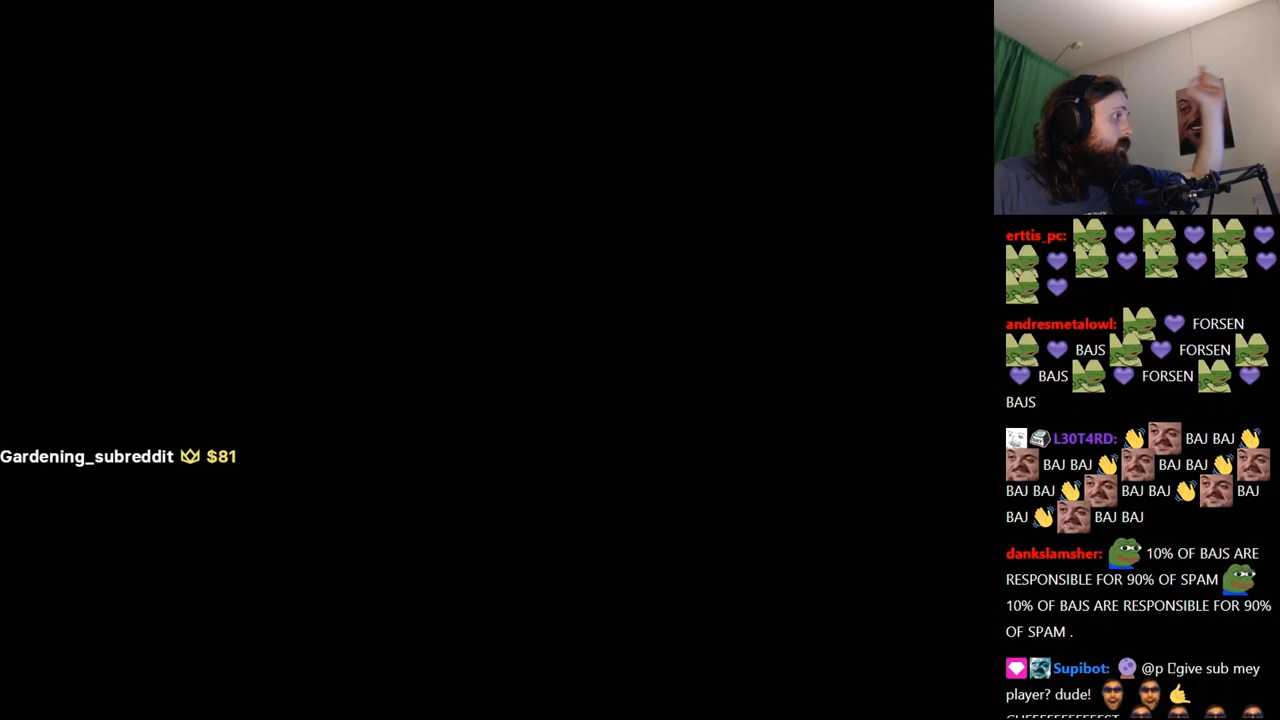 Gardening_subreddit $81
erttis_pc:
andresmetalowl: FORSEN
BAJS FORSEN
BAJS FORSEN
BAJS
L30T4RD: BAJ BAJ
BAJ BAJ BAJ BAJ
BAJ BAJ BAJ BAJ BAJ
BAJ BAJ BAJ
dankslamsher: 10% OF BAJS ARE
RESPONSIBLE FOR 90% OF SPAM
10% OF BAJS ARE RESPONSIBLE FOR 90%
OF SPAM .
Supibot: @p give sub mey
player? dude!